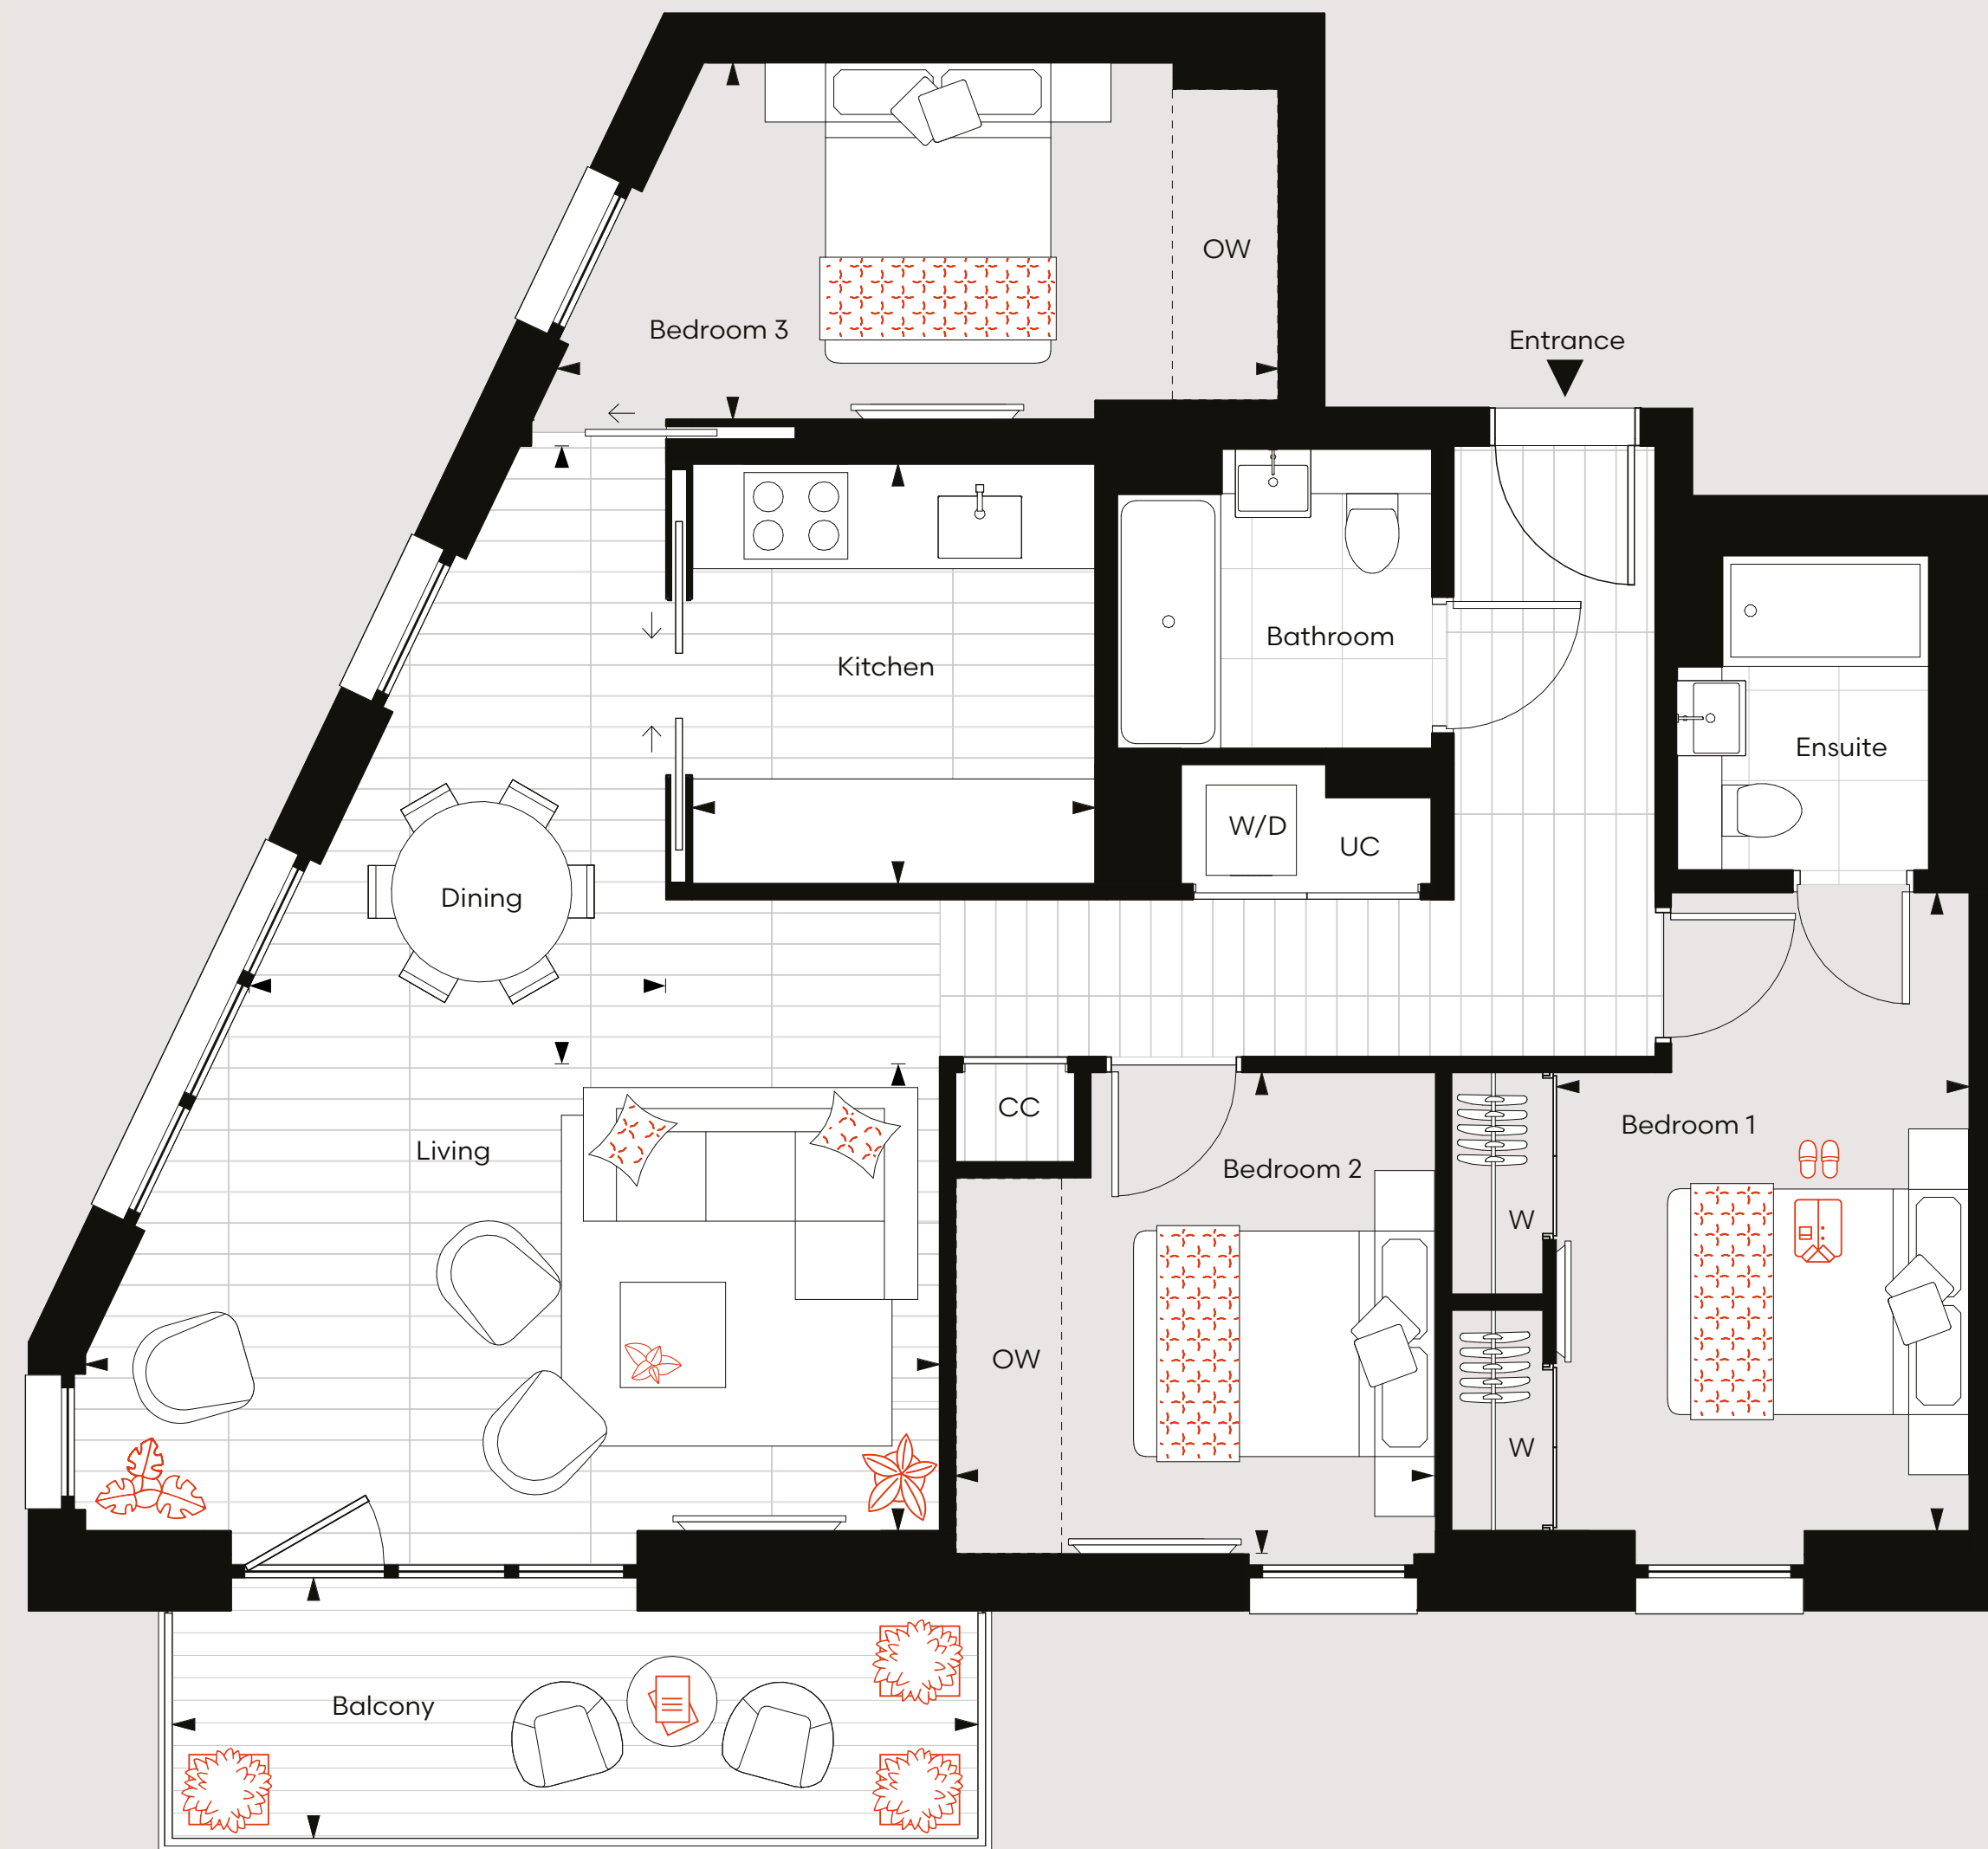 OW
Bedroom 3
Entrance
Bathroom
Kitchen
Ensuite
W/D
UC
Dining
CC
Bedroom 1
Living
Bedroom 2
W
OW
W
Balcony